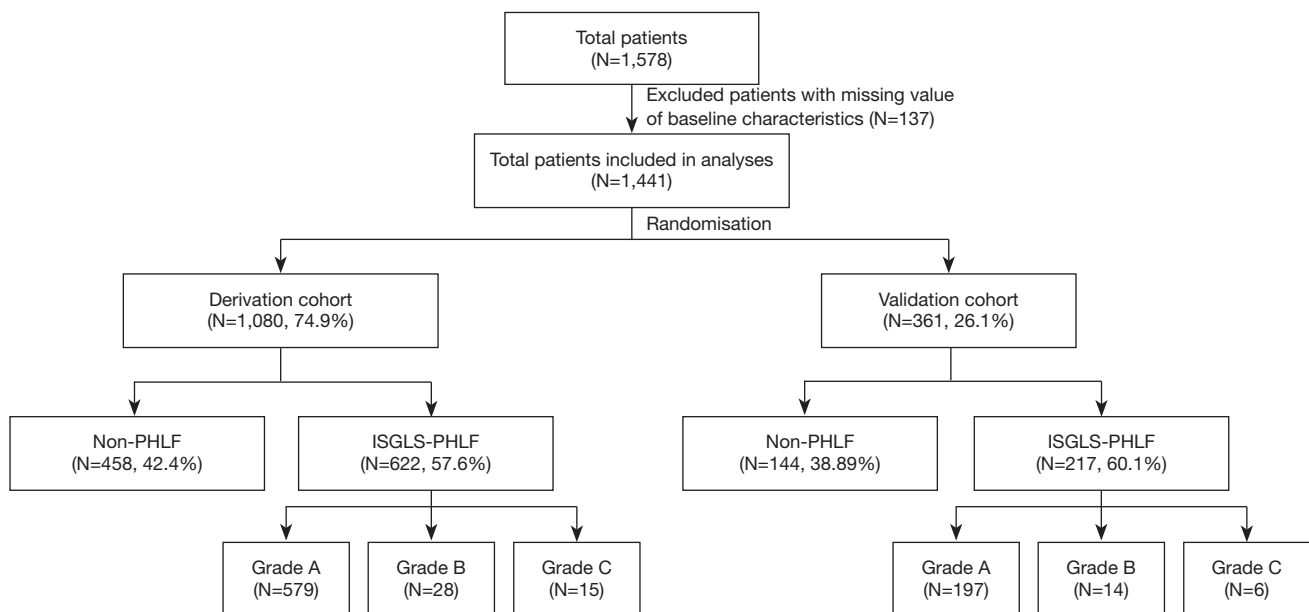 Total patients
(N=1,578)
Excluded patients with missing value
of baseline characteristics (N=137)
Total patients included in analyses
(N=1,441)
Randomisation
Derivation cohort
(N=1,080, 74.9%)
Validation cohort
(N=361, 26.1%)
Non-PHLF
(N=458, 42.4%)
ISGLS-PHLF
(N=622, 57.6%)
Non-PHLF
(N=144, 38.89%)
ISGLS-PHLF
(N=217, 60.1%)
Grade A
(N=579)
Grade B
(N=28)
Grade C
(N=15)
Grade A
(N=197)
Grade B
(N=14)
Grade C
(N=6)